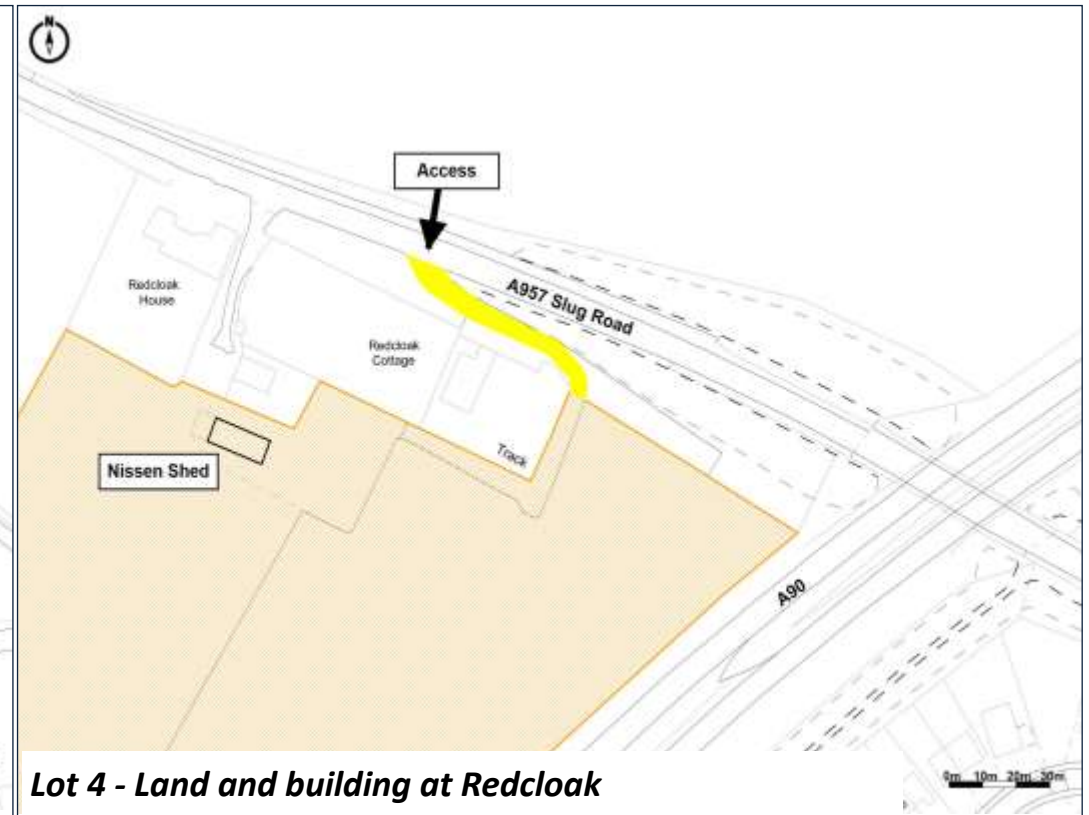 N
Access
A957 Slug Road
Redcloak
House
Redcloak
Cottage
Track
Nissen Shed
A90
Lot 4 - Land and building at Redcloak
0m 10m 20m 30m